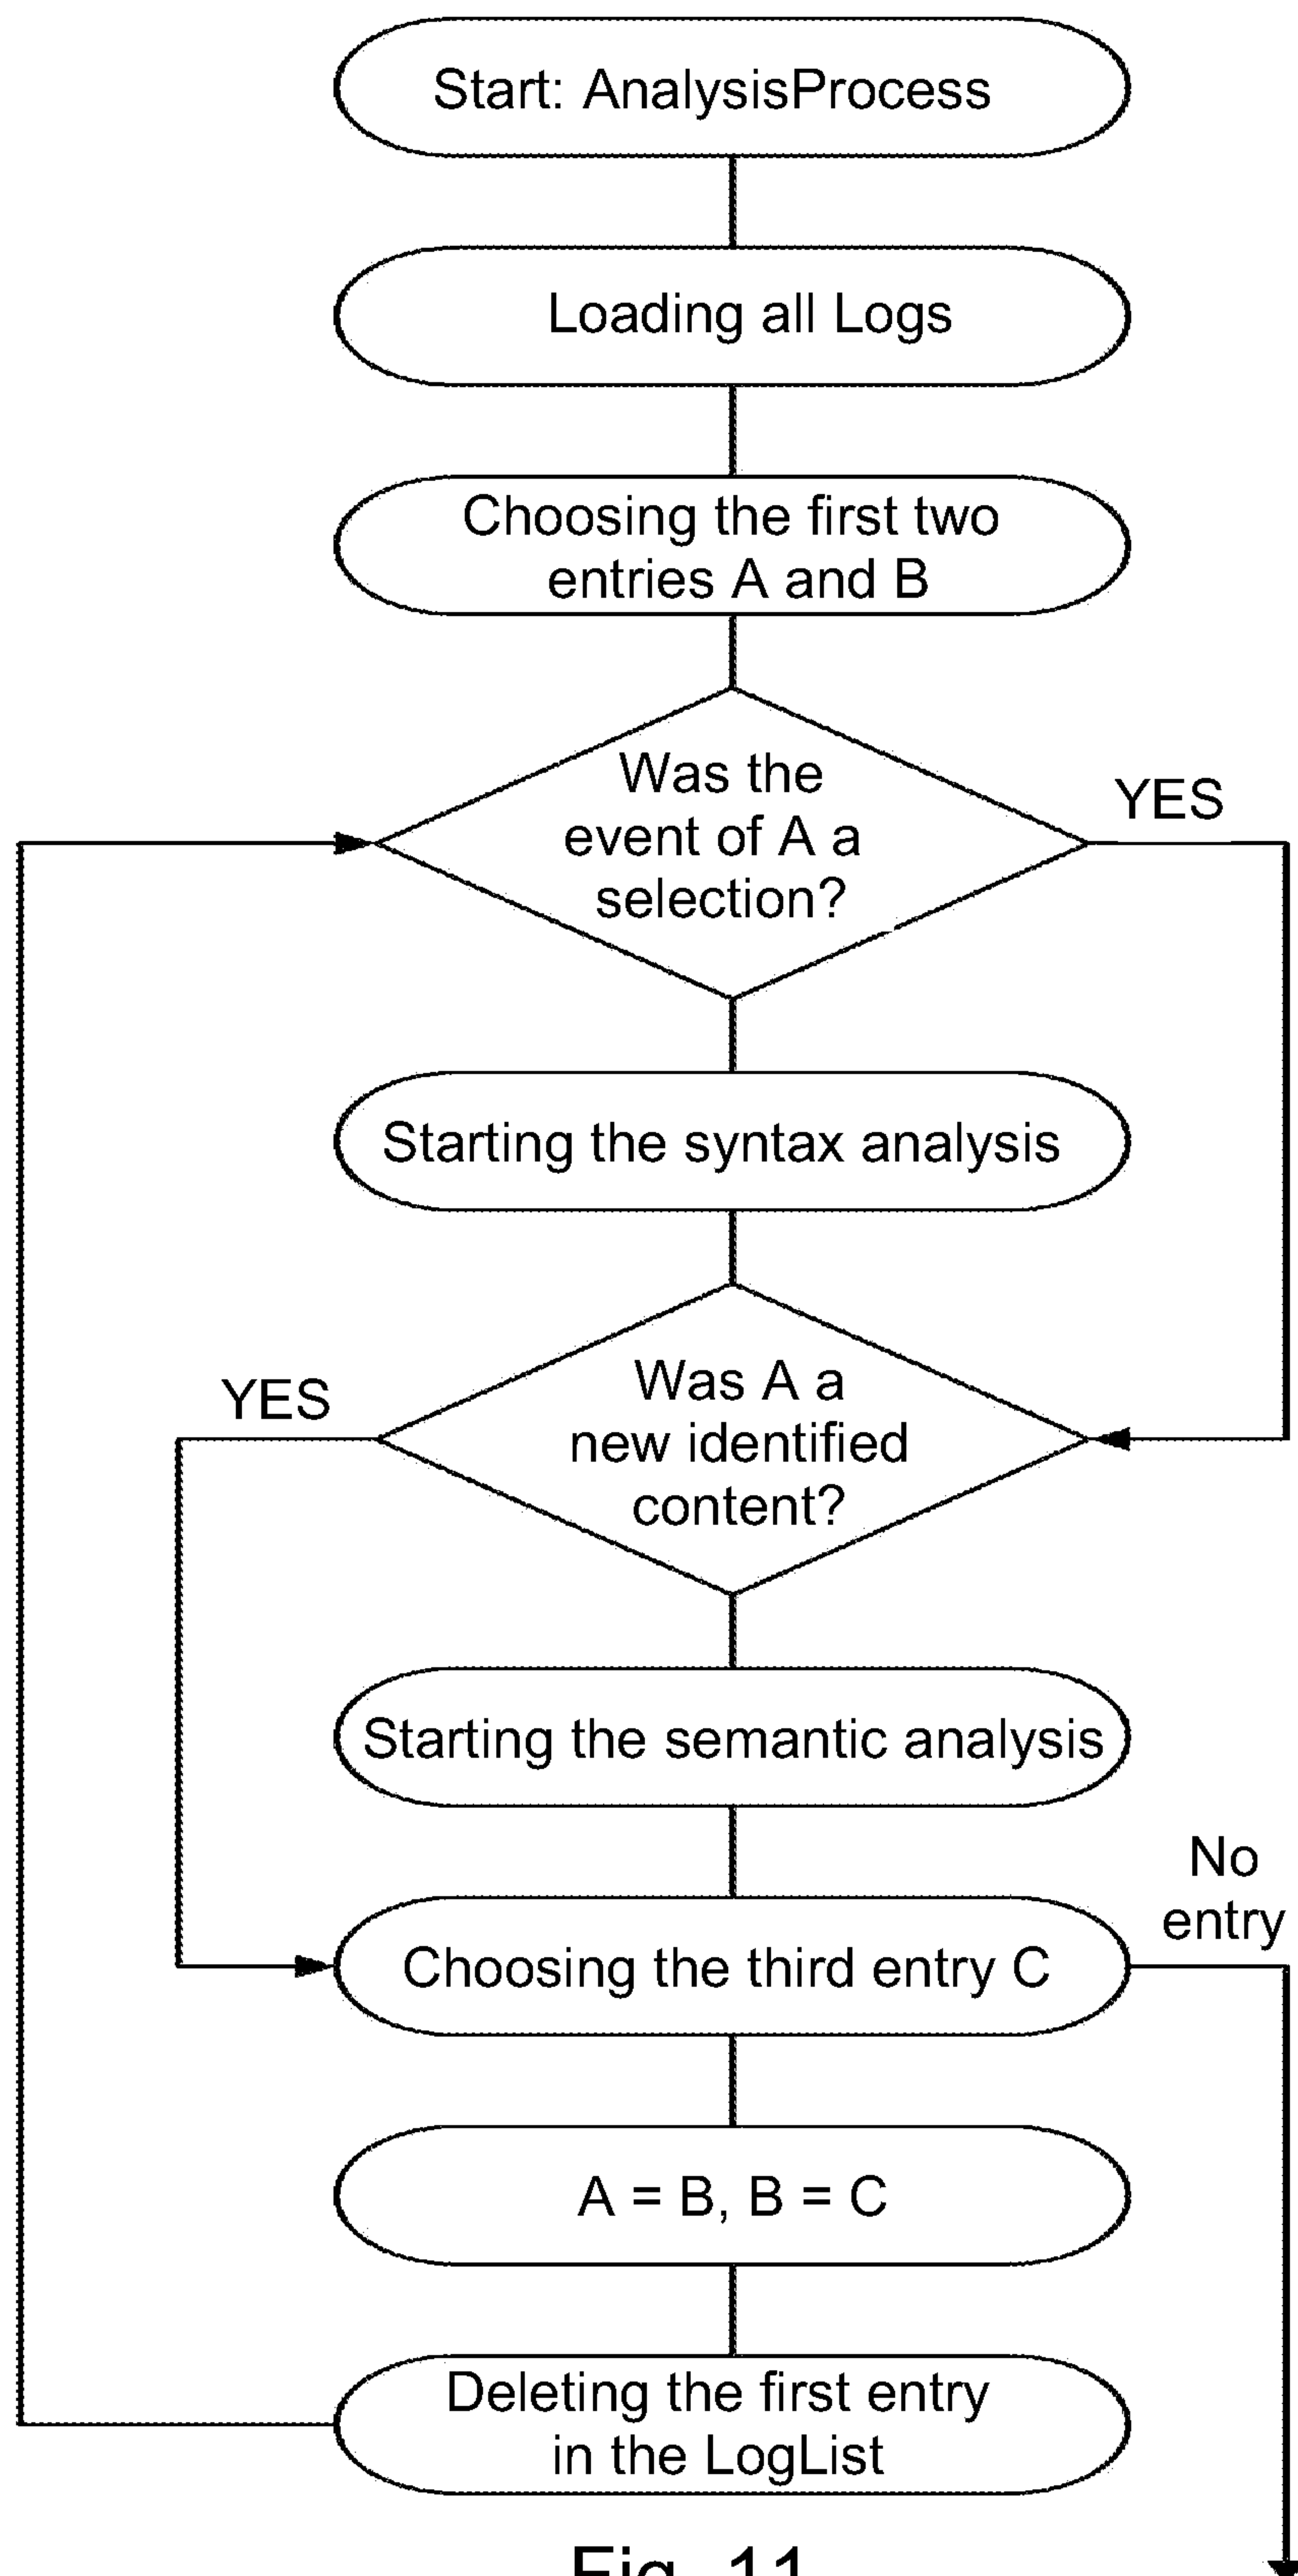 Start: AnalysisProcess
Loading all Logs
Choosing the first two
entries A and B
Was the
event of A a
selection?
YES
Starting the syntax analysis
Was A a
new identified
content?
YES
Starting the semantic analysis
No
entry
Choosing the third entry C
A = B, B = C
Deleting the first entry
in the LogList
Fig. 11